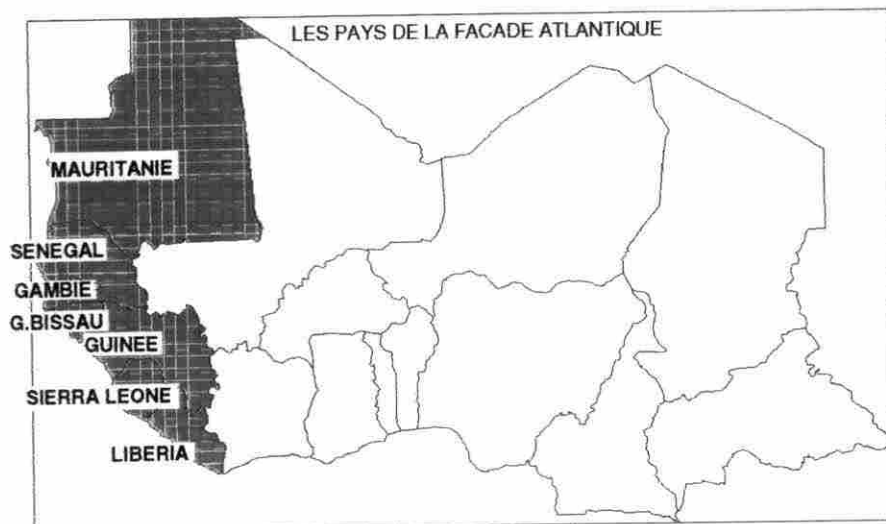 LES PAYS DE LA FACADE ATLANTIQUE
MAURITANIE
SENEGAL
GAMBIE
G.BISSAU
GUINEE
SIERRA LEONE
LIBERIA